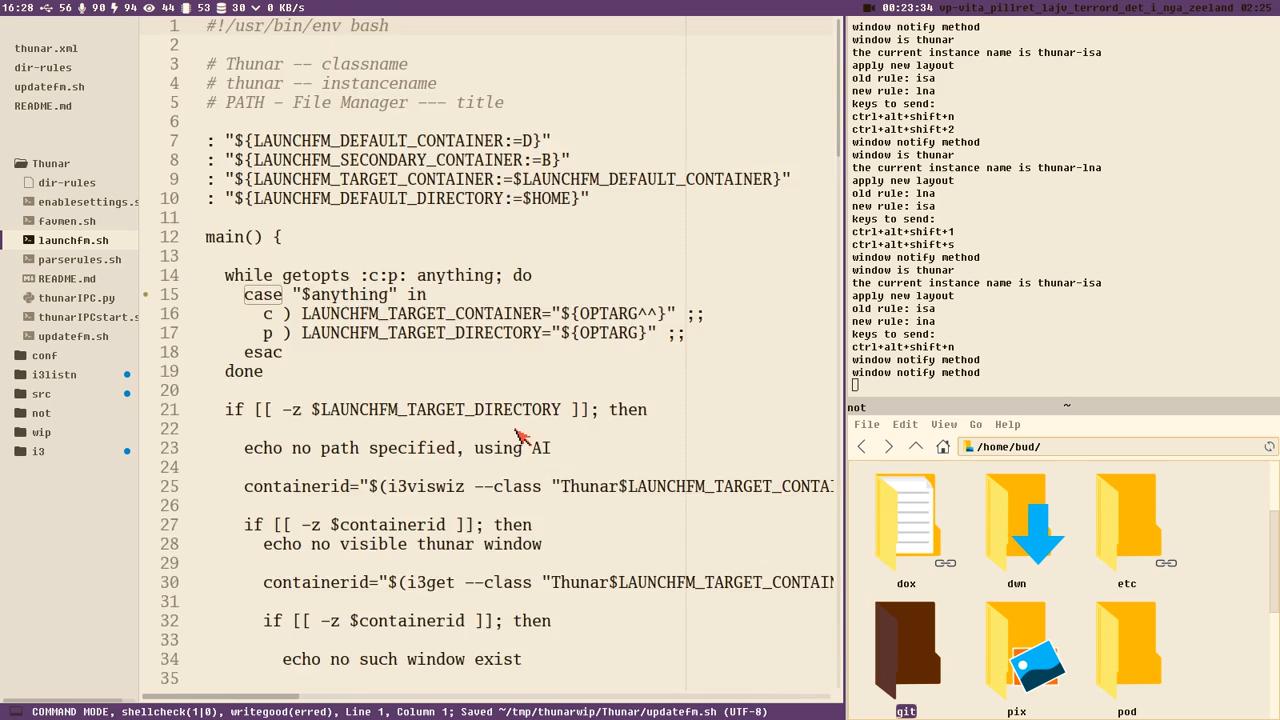 16:28 56 90 94 44 53 30 0 KB/s
00:23:34 vp-vita_pillret_lajv_terrord_det_i_nya_zeeland 02:25
thunar.xml
dir-rules
updatefm.sh
README.md
Thunar
dir-rules
enablesettings.s
favmen.sh
launchfm.sh
parserules.sh
README.md
thunarIPC.py
thunarIPCstart.s
updatefm.sh
conf
i3listn
src
not
wip
i3
1 #!/usr/bin/env bash
2
3 # Thunar -- classname
4 # thunar -- instancename
5 # PATH - File Manager --- title
6
7 : "${LAUNCHFM_DEFAULT_CONTAINER:=D}"
8 : "${LAUNCHFM_SECONDARY_CONTAINER:=B}"
9 : "${LAUNCHFM_TARGET_CONTAINER:=$LAUNCHFM_DEFAULT_CONTAINER}"
10 : "${LAUNCHFM_DEFAULT_DIRECTORY:=$HOME}"
11
12 main() {
13
14 while getopts :c:p: anything; do
15 case "$anything" in
16 c ) LAUNCHFM_TARGET_CONTAINER="${OPTARG^^}" ;;
17 p ) LAUNCHFM_TARGET_DIRECTORY="${OPTARG}" ;;
18 esac
19 done
20
21 if [[ -z $LAUNCHFM_TARGET_DIRECTORY ]]; then
22
23 echo no path specified, using AI
24
25 containerid="$(i3viswiz --class "Thunar$LAUNCHFM_TARGET_CONTAI
26
27 if [[ -z $containerid ]]; then
28 echo no visible thunar window
29
30 containerid="$(i3get --class "Thunar$LAUNCHFM_TARGET_CONTAIN
31
32 if [[ -z $containerid ]]; then
33
34 echo no such window exist
35
COMMAND MODE, shellcheck(1|0), writegood(erred), Line 1, Column 1; Saved ~/tmp/thunarwip/Thunar/updatefm.sh (UTF-8)
window notify method
window is thunar
the current instance name is thunar-isa
apply new layout
old rule: isa
new rule: lna
keys to send:
ctrl+alt+shift+n
ctrl+alt+shift+2
window notify method
window is thunar
the current instance name is thunar-lna
apply new layout
old rule: lna
new rule: isa
keys to send:
ctrl+alt+shift+1
ctrl+alt+shift+s
window notify method
window is thunar
the current instance name is thunar-isa
apply new layout
old rule: isa
new rule: ina
keys to send:
ctrl+alt+shift+n
window notify method
window notify method
not ~
File Edit View Go Help
/home/bud/
dox dwn etc
git pix pod